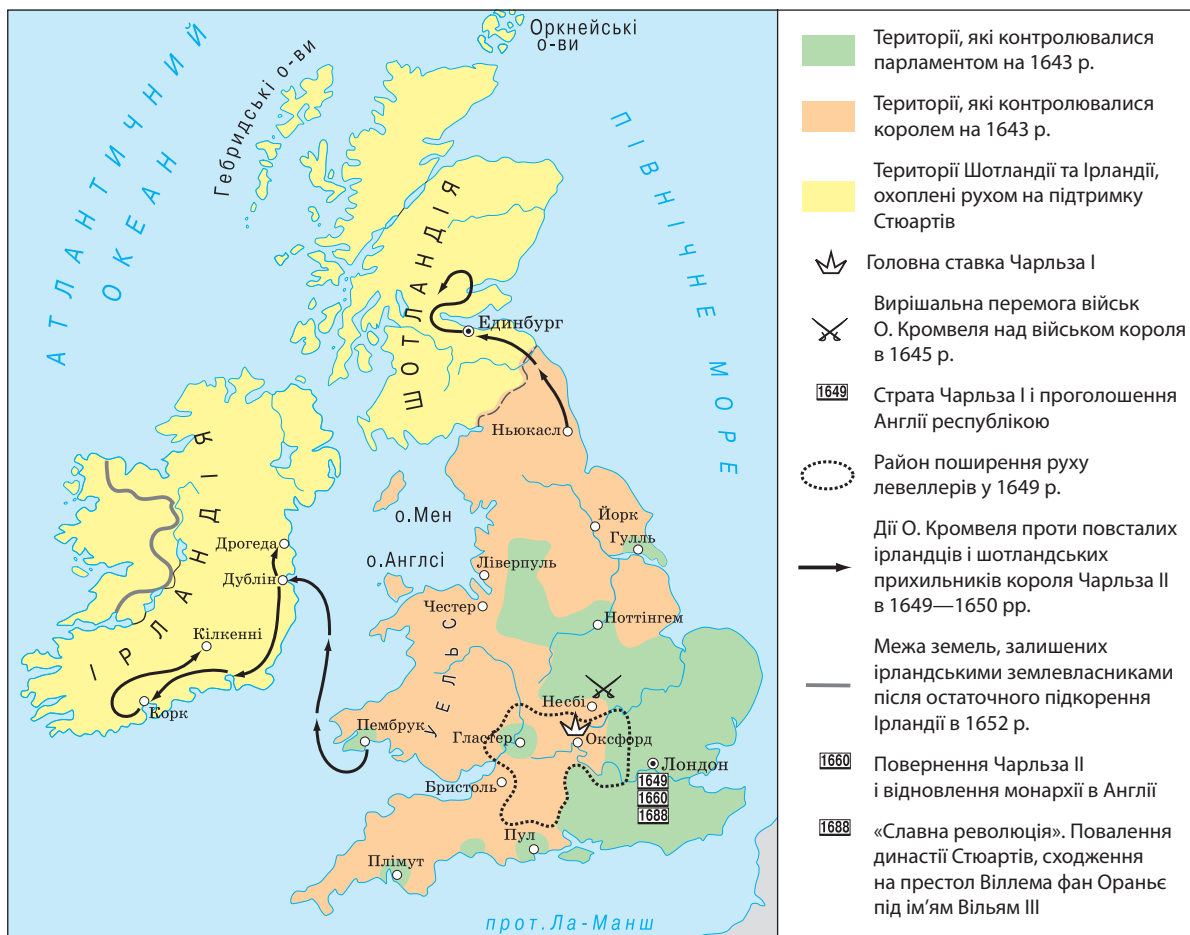 Оркнейські
о-ви
Гебридські о-ви
АТЛАНТИЧНИЙ
ОКЕАН
ПІВНІЧНЕ МОРЕ
ШОТЛАНДІЯ
Единбург
Ньюкасл
ІРЛАНДІЯ
о.Мен
Йорк
Гулль
Дрогеда
о.Англсі
Ліверпуль
Дублін
Честер
Ноттінгем
Кілкенні
УЕЛЬС
Несбі
Корк
Пембрук
Гластер
Оксфорд
Лондон
1649
1660
1688
Бристоль
Пул
Плімут
прот.Ла-Манш
Території, які контролювалися
парламентом на 1643 р.
Території, які контролювалися
королем на 1643 р.
Території Шотландії та Ірландії,
охоплені рухом на підтримку
Стюартів
Головна ставка Чарльза І
Вирішальна перемога військ
О. Кромвеля над військом короля
в 1645 р.
1649
Страта Чарльза І і проголошення
Англії республікою
Район поширення руху
левеллерів у 1649 р.
Дії О. Кромвеля проти повсталих
ірландців і шотландських
прихильників короля Чарльза ІІ
в 1649—1650 рр.
Межа земель, залишених
ірландськими землевласниками
після остаточного підкорення
Ірландії в 1652 р.
1660
Повернення Чарльза ІІ
і відновлення монархії в Англії
1688
«Славна революція». Повалення
династії Стюартів, сходження
на престол Віллема фан Ораньє
під ім’ям Вільям ІІІ